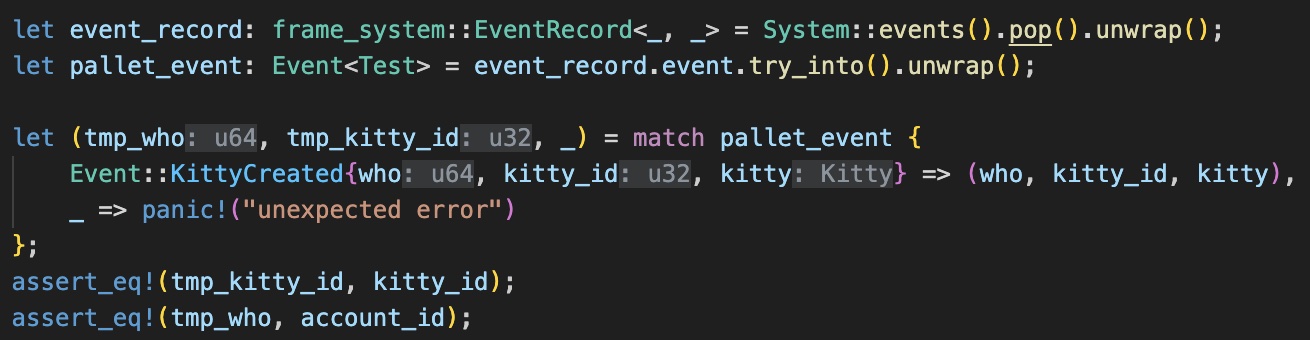 let event_record: frame_system::EventRecord<_, _> = System::events().pop().unwrap();
let pallet_event: Event<Test> = event_record.event.try_into().unwrap();
let (tmp_who: u64, tmp_kitty_id: u32, _) = match pallet_event {
Event::KittyCreated{who: u64, kitty_id: u32, kitty: Kitty} => (who, kitty_id, kitty),
_ => panic!("unexpected error")
};
assert_eq!(tmp_kitty_id, kitty_id);
assert_eq!(tmp_who, account_id);